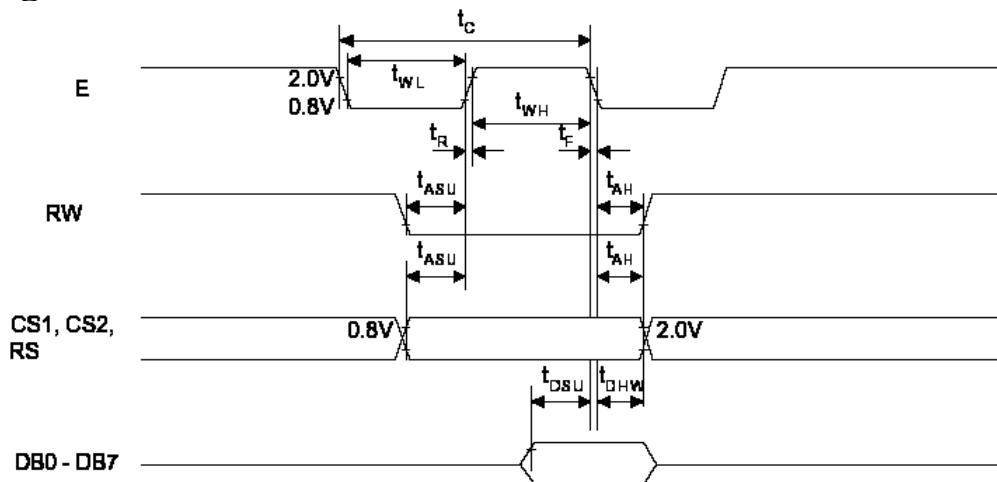 tC
E
2.0V
tWL
0.8V
tWH
tR
tF
tASU
tAH
RW
tASU
tAH
CS1, CS2,
RS
0.8V
2.0V
tDSU
tDHW
DB0 - DB7